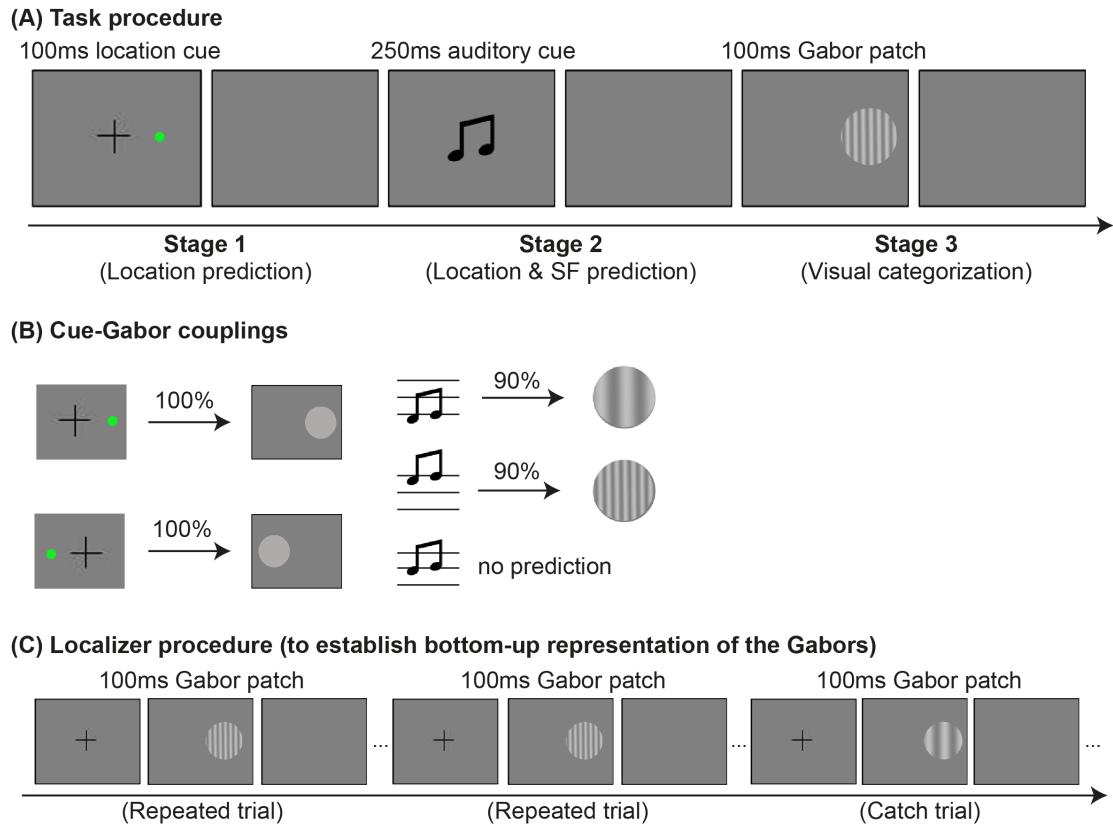 (A) Task procedure
100ms location cue 250ms auditory cue 100ms Gabor patch
Stage 1 Stage 2 Stage 3
(Location prediction) (Location & SF prediction) (Visual categorization)
(B) Cue-Gabor couplings
100% 90%
90%
100%
no prediction
(C) Localizer procedure (to establish bottom-up representation of the Gabors)
100ms Gabor patch 100ms Gabor patch 100ms Gabor patch
... ... ...
(Repeated trial) (Repeated trial) (Catch trial)